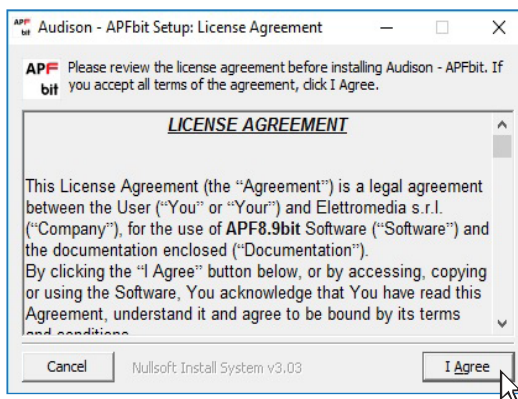 APF bit Audison - APFbit Setup: License Agreement
APF bit
Please review the license agreement before installing Audison - APFbit. If
you accept all terms of the agreement, click I Agree.
LICENSE AGREEMENT
This License Agreement (the “Agreement”) is a legal agreement
between the User (“You” or “Your”) and Elettromedia s.r.l.
(“Company”), for the use of APF8.9bit Software (“Software”) and
the documentation enclosed (“Documentation”).
By clicking the “I Agree” button below, or by accessing, copying
or using the Software, You acknowledge that You have read this
Agreement, understand it and agree to be bound by its terms
and conditions
Cancel
Nullsoft Install System v3.03
I Agree